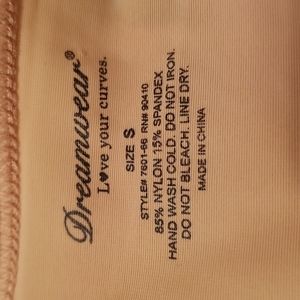 Dreamwear®
L♥ve your curves.
SIZE S
STYLE# 7601-66 RN# 90410
85% NYLON 15% SPANDEX
HAND WASH COLD. DO NOT IRON.
DO NOT BLEACH. LINE DRY.
MADE IN CHINA